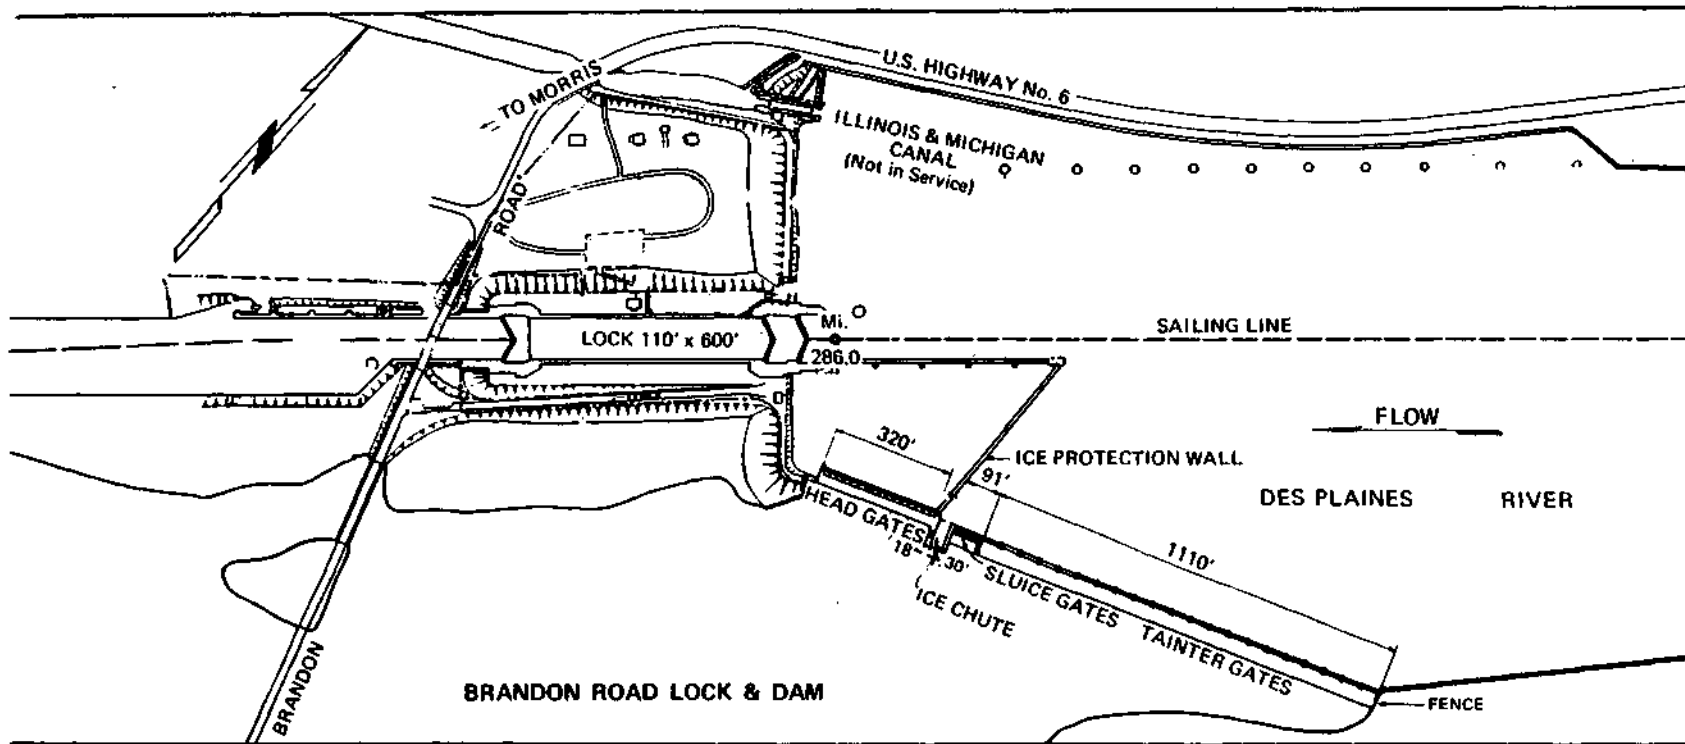 U.S. HIGHWAY No. 6
TO MORRIS
ILLINOIS & MICHIGAN
CANAL
(Not in Service)
ROAD
Mi.
286.0
LOCK 110' x 600'
SAILING LINE
FLOW
320'
ICE PROTECTION WALL
91'
DES PLAINES RIVER
HEAD GATES
1110'
18'
30'
SLUICE GATES
ICE CHUTE
TAINTER GATES
BRANDON
BRANDON ROAD LOCK & DAM
FENCE